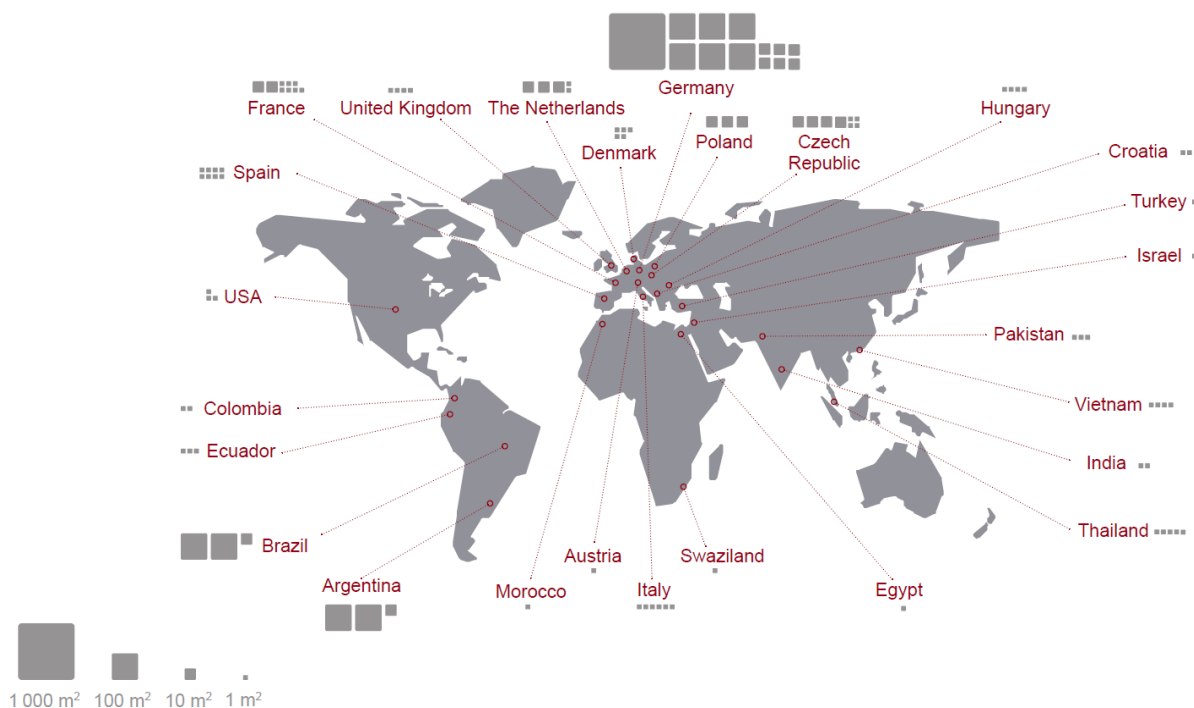 Germany
France
United Kingdom
The Netherlands
Hungary
Denmark
Poland
Czech
Republic
Croatia
Spain
Turkey
Israel
USA
Pakistan
Colombia
Vietnam
Ecuador
India
Brazil
Thailand
Austria
Swaziland
Argentina
Morocco
Italy
Egypt
1 000 m² 100 m² 10 m² 1 m²